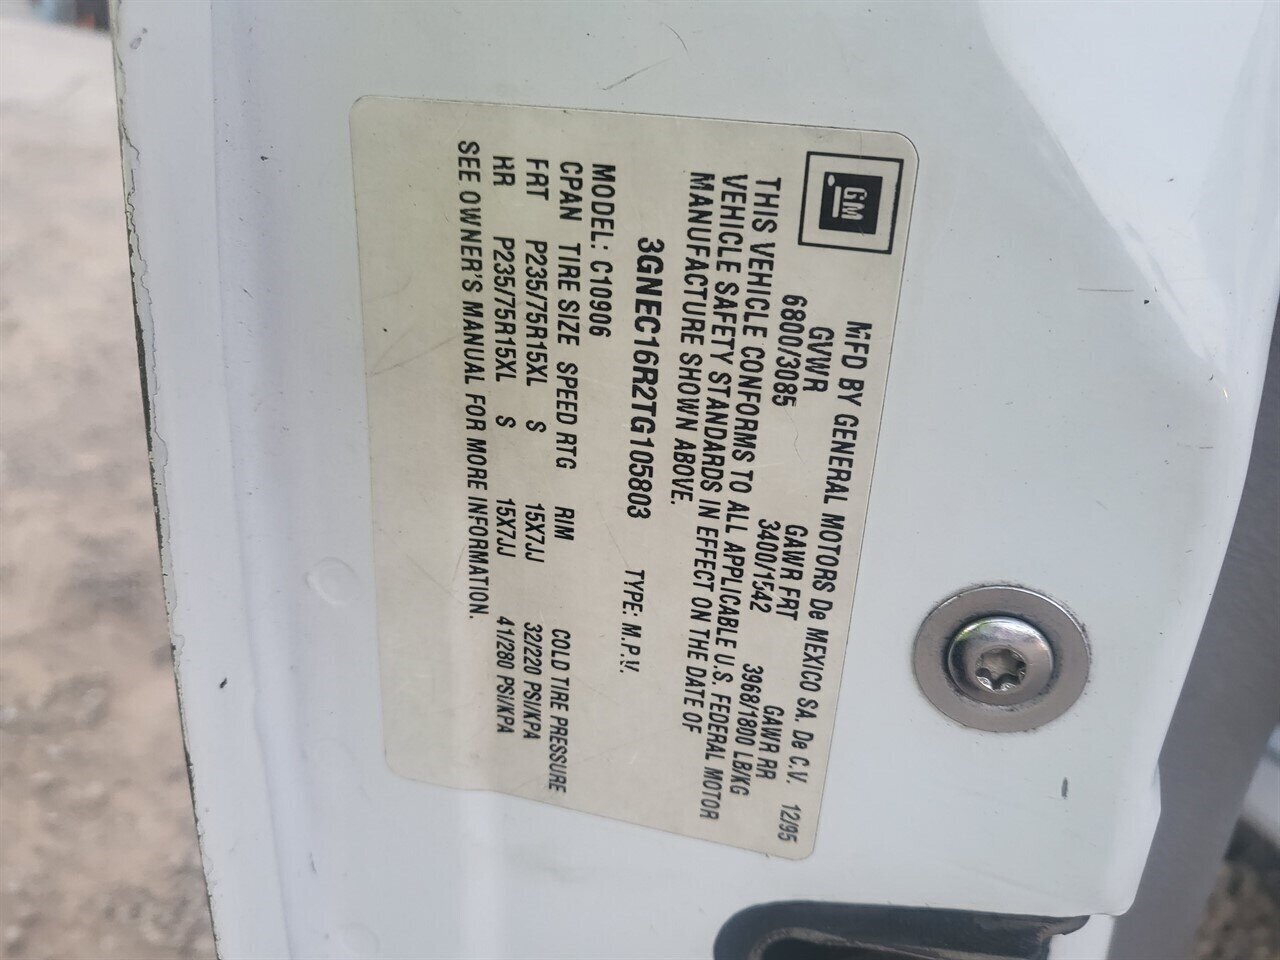 GM
MFD BY GENERAL MOTORS De MEXICO SA. De C.V. 12/95
GVWR GAWR FRT GAWR RR
6800/3085 3400/1542 3968/1800 LB/KG
THIS VEHICLE CONFORMS TO ALL APPLICABLE U.S. FEDERAL MOTOR
VEHICLE SAFETY STANDARDS IN EFFECT ON THE DATE OF
MANUFACTURE SHOWN ABOVE.
3GNEC16R2TG105803 TYPE: M.P.V.
MODEL: C10906
CPAN TIRE SIZE SPEED RTG RIM COLD TIRE PRESSURE
FRT P235/75R15XL S 15X7JJ 32/220 PSI/KPA
RR P235/75R15XL S 15X7JJ 41/280 PSI/KPA
SEE OWNER'S MANUAL FOR MORE INFORMATION.